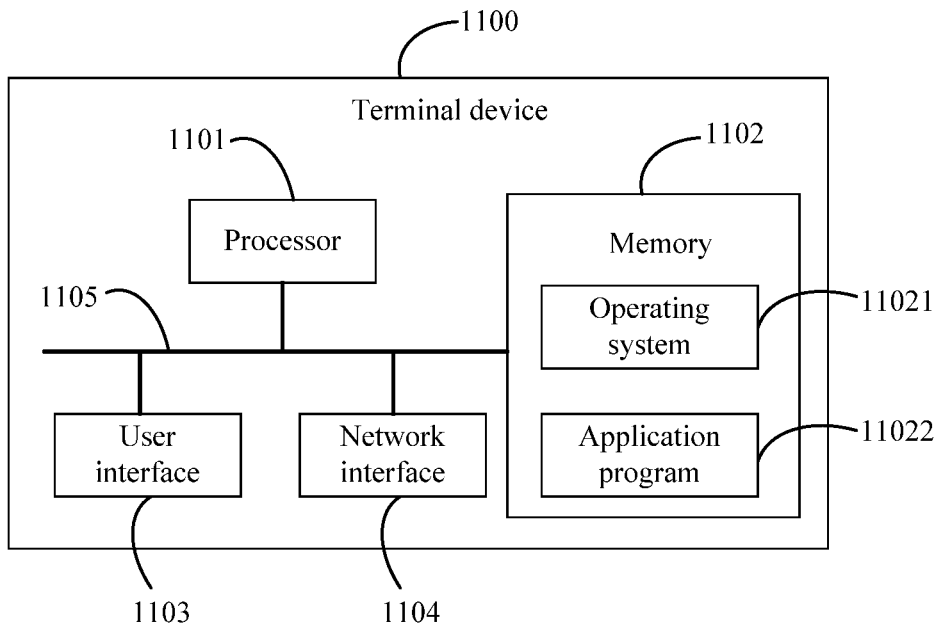 1100
Terminal device
1101
1102
Processor
Memory
1105
11021
Operating
system
User
interface
Network
interface
Application
program
11022
1103
1104